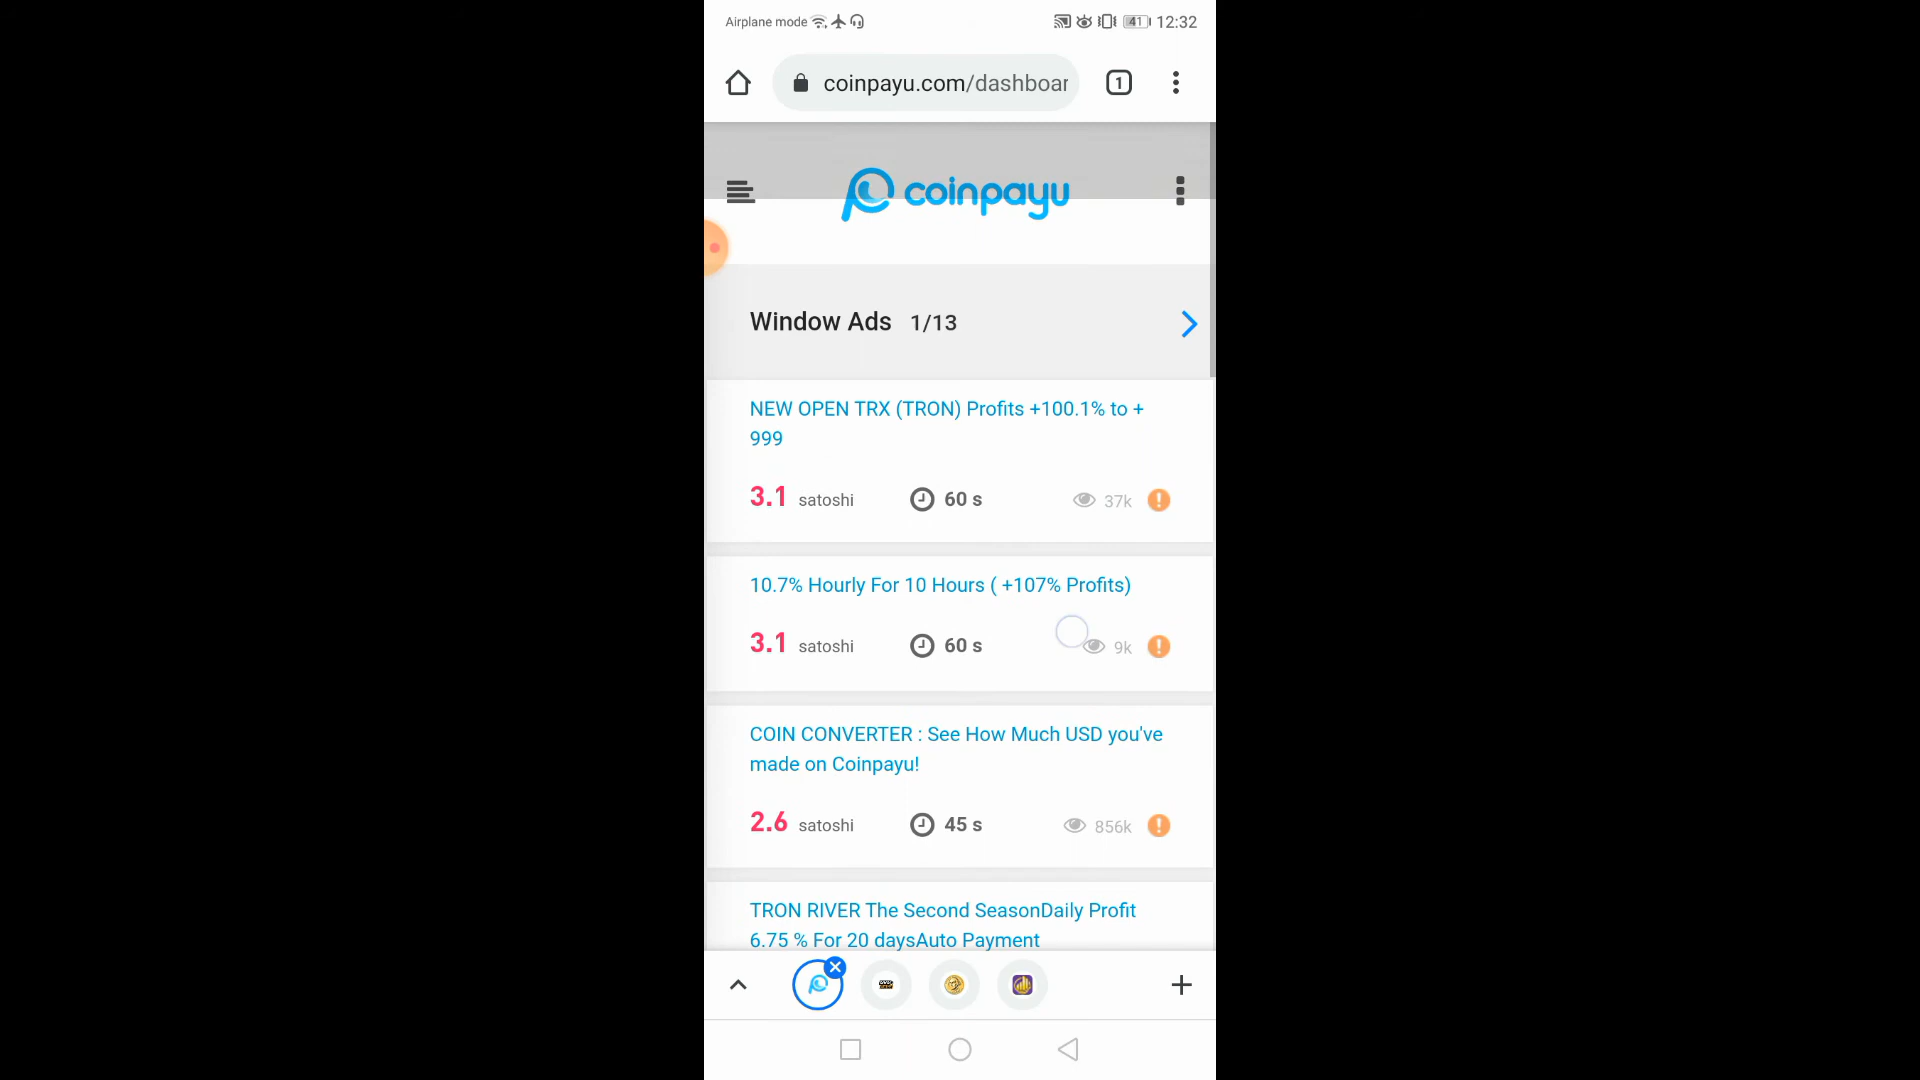 Airplane mode
41 12:32
coinpayu.com/dashboar
1
coinpayu
Window Ads 1/13
NEW OPEN TRX (TRON) Profits +100.1% to +
999
3.1 satoshi 60 s 37k
10.7% Hourly For 10 Hours ( +107% Profits)
3.1 satoshi 60 s 9k
COIN CONVERTER : See How Much USD you've
made on Coinpayu!
2.6 satoshi 45 s 856k
TRON RIVER The Second SeasonDaily Profit
6.75 % For 20 daysAuto Payment